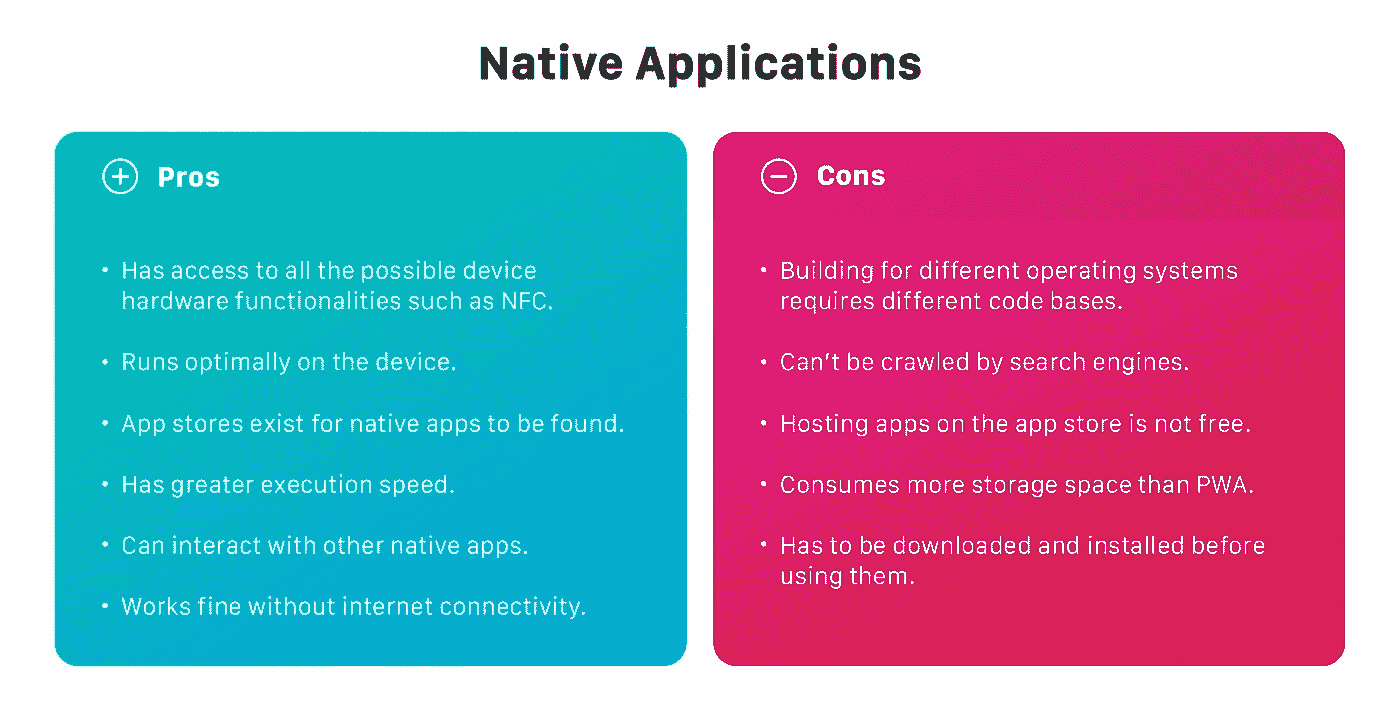 Native Applications
Pros
• Has access to all the possible device
hardware functionalities such as NFC.
• Runs optimally on the device.
• App stores exist for native apps to be found.
• Has greater execution speed.
• Can interact with other native apps.
• Works fine without internet connectivity.
Cons
• Building for different operating systems
requires different code bases.
• Can't be crawled by search engines.
• Hosting apps on the app store is not free.
• Consumes more storage space than PWA.
• Has to be downloaded and installed before
using them.